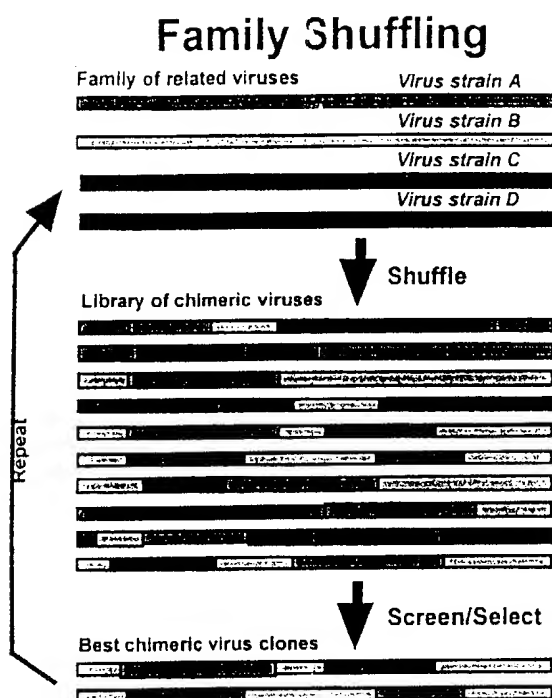 Family Shuffling
Family of related viruses
Virus strain A
Virus strain B
Virus strain C
Virus strain D
Shuffle
Library of chimeric viruses
Repeat
Screen/Select
Best chimeric virus clones